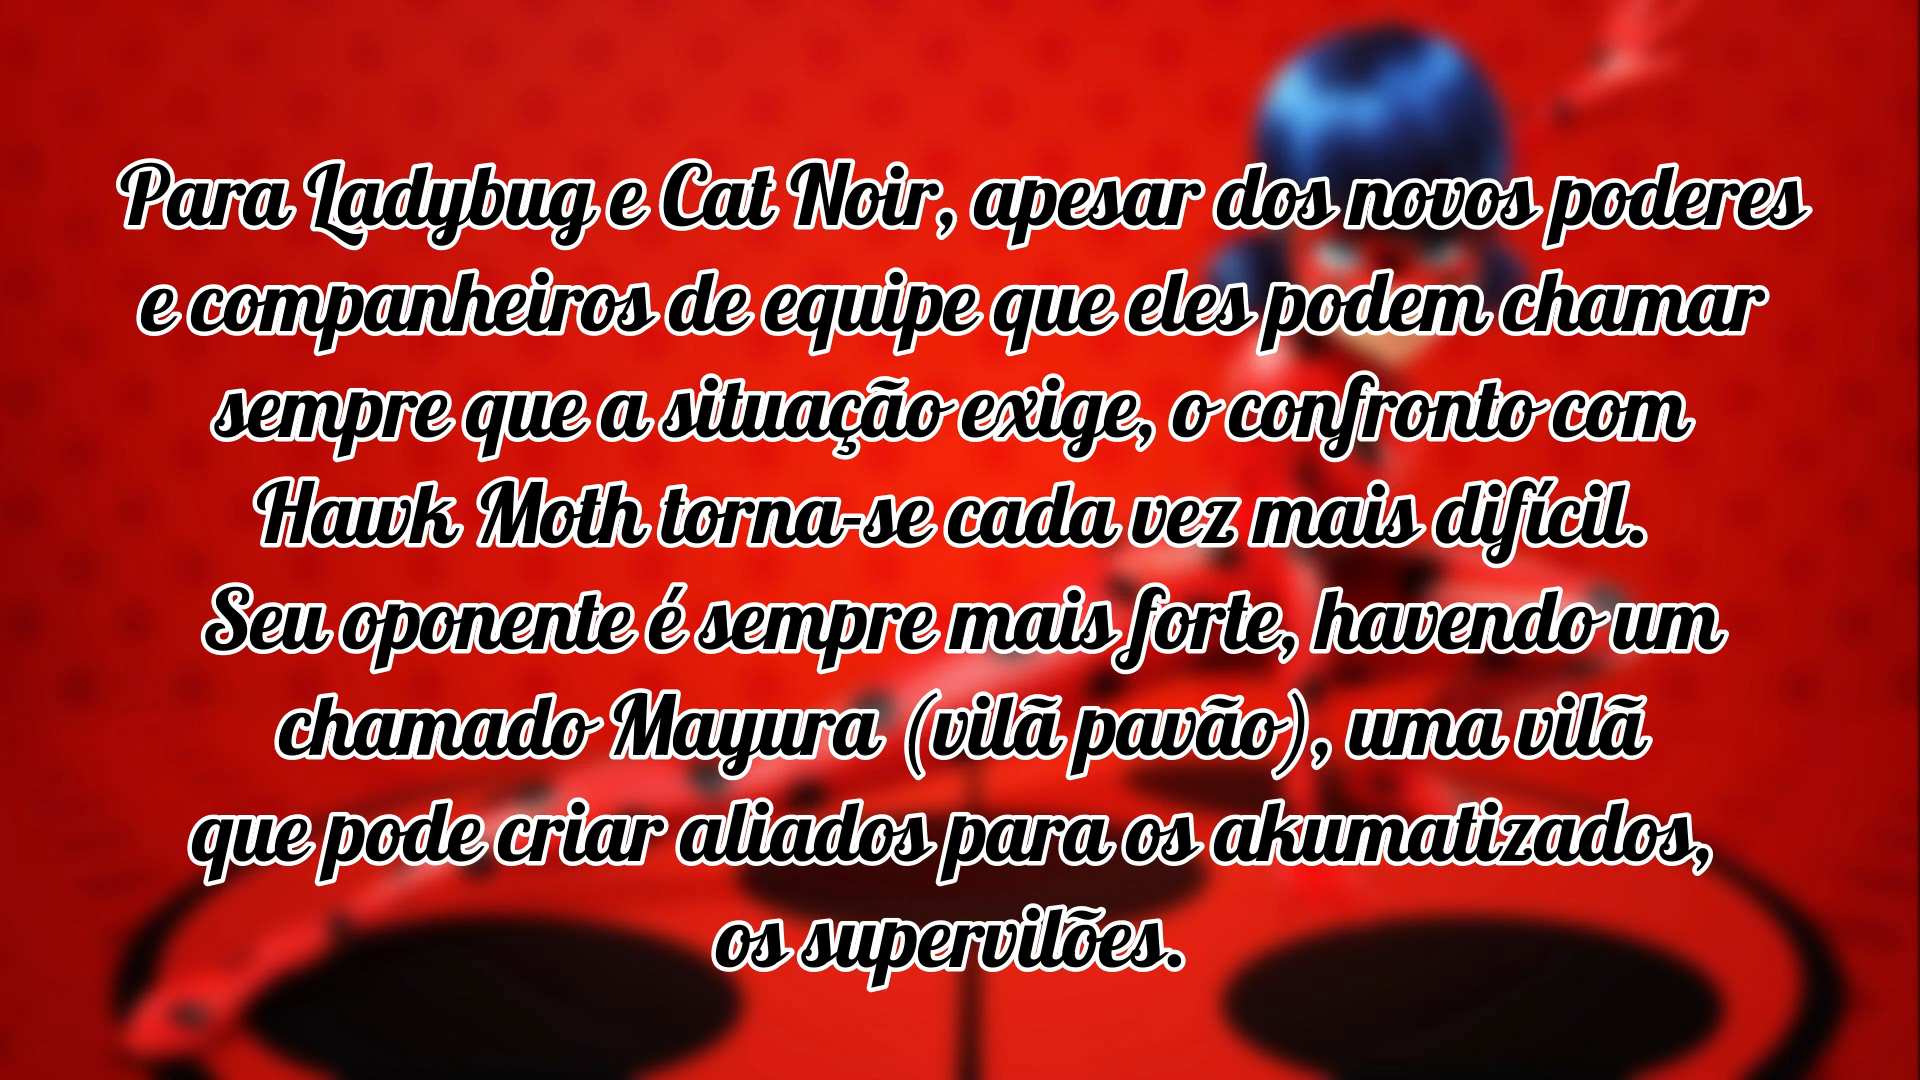 Para Ladybug e Cat Noir, apesar dos novos poderes
e companheiros de equipe que eles podem chamar
sempre que a situação exige, o confronto com
Hawk Moth torna-se cada vez mais difícil.
Seu oponente é sempre mais forte, havendo um
chamado Mayura (vilã pavão), uma vilã
que pode criar aliados para os akumatizados,
os supervilões.